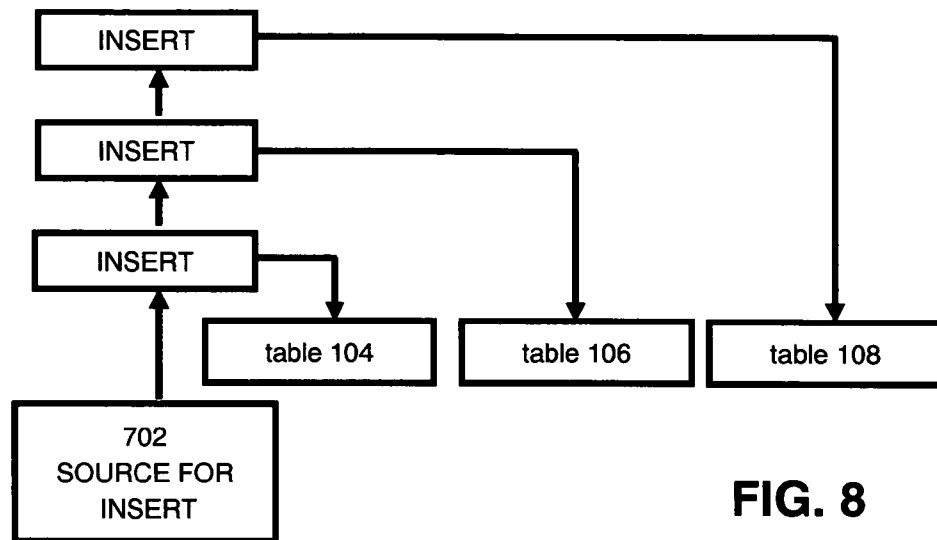 INSERT
INSERT
INSERT
table 104
table 106
table 108
702
SOURCE FOR
INSERT
FIG. 8